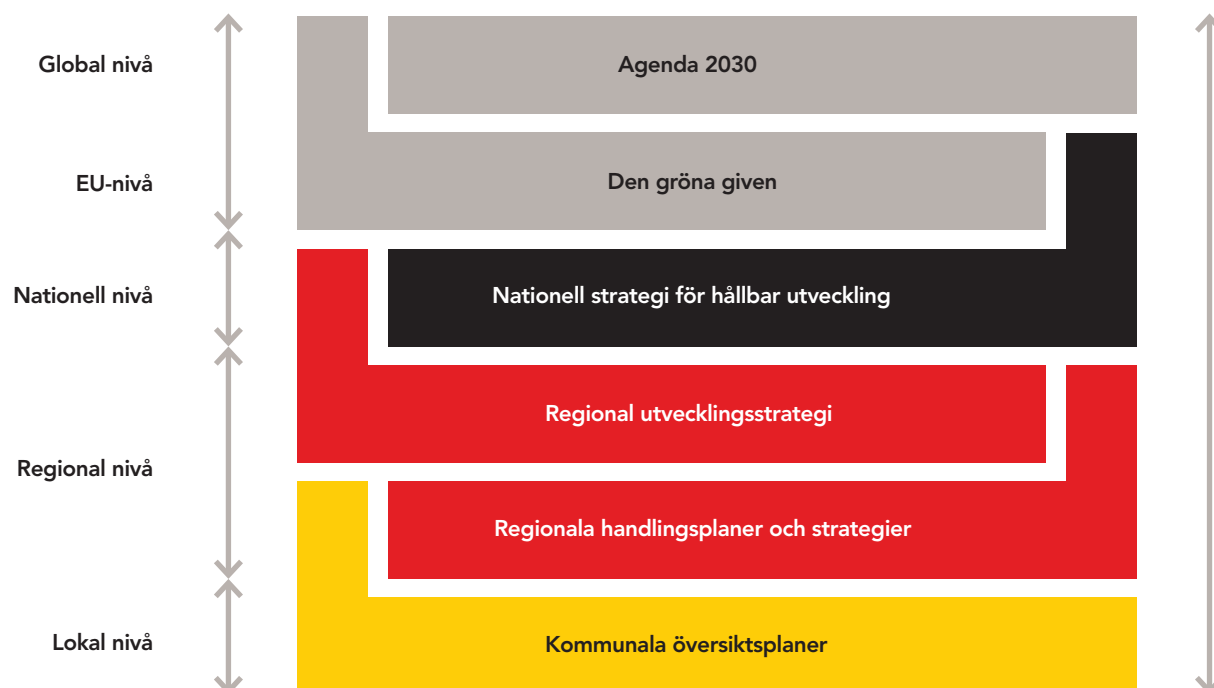 Global nivå
Agenda 2030
EU-nivå
Den gröna given
Nationell nivå
Nationell strategi för hållbar utveckling
Regional utvecklingsstrategi
Regional nivå
Regionala handlingsplaner och strategier
Lokal nivå
Kommunala översiktsplaner